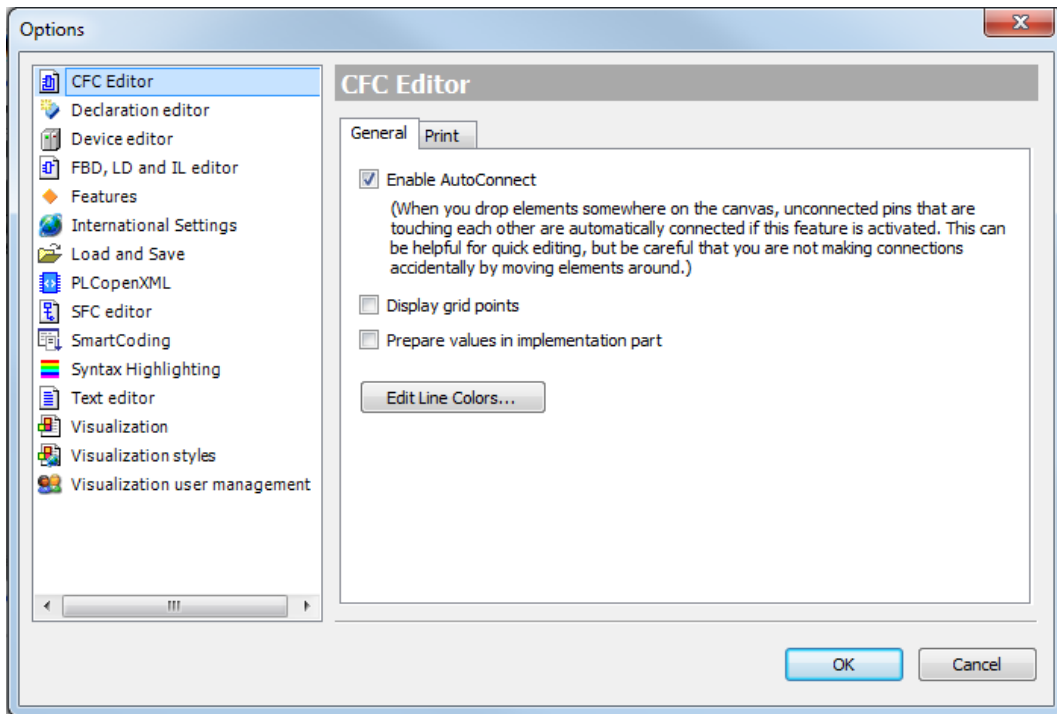 Options
CFC Editor
Declaration editor
Device editor
FBD, LD and IL editor
Features
International Settings
Load and Save
PLCopenXML
SFC editor
SmartCoding
Syntax Highlighting
Text editor
Visualization
Visualization styles
Visualization user management
CFC Editor
General Print
Enable AutoConnect
(When you drop elements somewhere on the canvas, unconnected pins that are
touching each other are automatically connected if this feature is activated. This can
be helpful for quick editing, but be careful that you are not making connections
accidentally by moving elements around.)
Display grid points
Prepare values in implementation part
Edit Line Colors...
OK Cancel